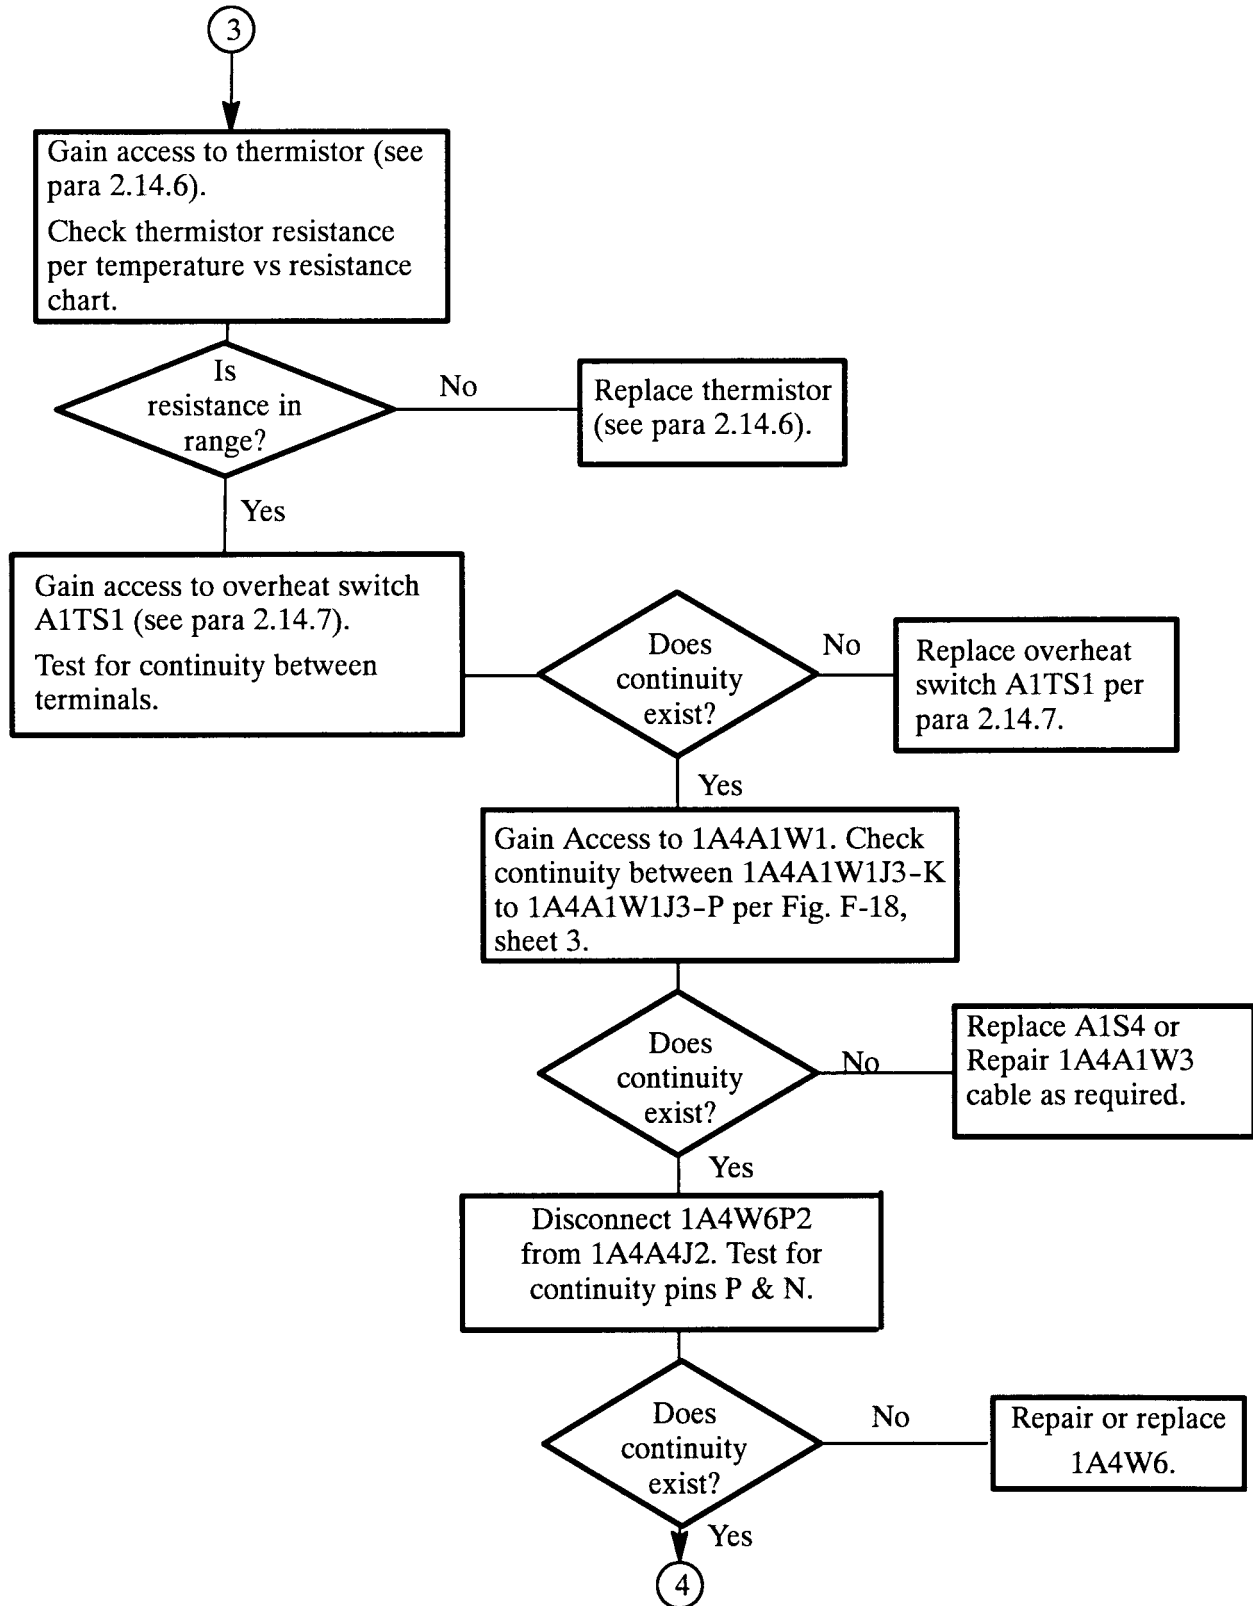 3
Gain access to thermistor (see
para 2.14.6).
Check thermistor resistance
per temperature vs resistance
chart.
Is
resistance in
range?
No
Replace thermistor
(see para 2.14.6).
Yes
Gain access to overheat switch
A1TS1 (see para 2.14.7).
Test for continuity between
terminals.
Does
continuity
exist?
No
Replace overheat
switch A1TS1 per
para 2.14.7.
Yes
Gain Access to 1A4A1W1. Check
continuity between 1A4A1W1J3-K
to 1A4A1W1J3-P per Fig. F-18,
sheet 3.
Does
continuity
exist?
No
Replace A1S4 or
Repair 1A4A1W3
cable as required.
Yes
Disconnect 1A4W6P2
from 1A4A4J2. Test for
continuity pins P & N.
Does
continuity
exist?
No
Repair or replace
1A4W6.
Yes
4